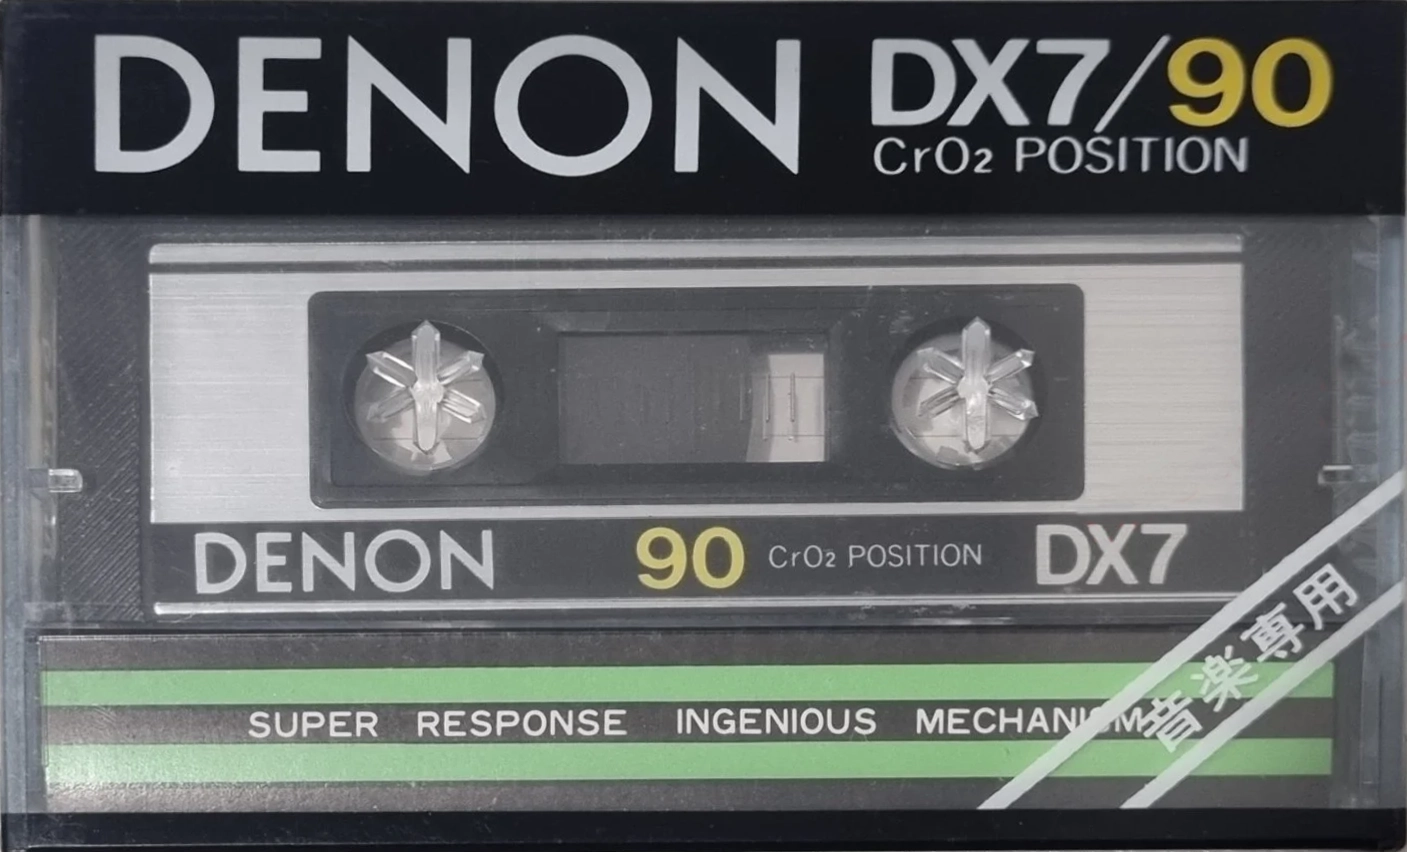 DENON DX7/90
CrO2 POSITION
DENON 90 CrO2 POSITION DX7
SUPER RESPONSE INGENIOUS MECHANISM
音楽専用